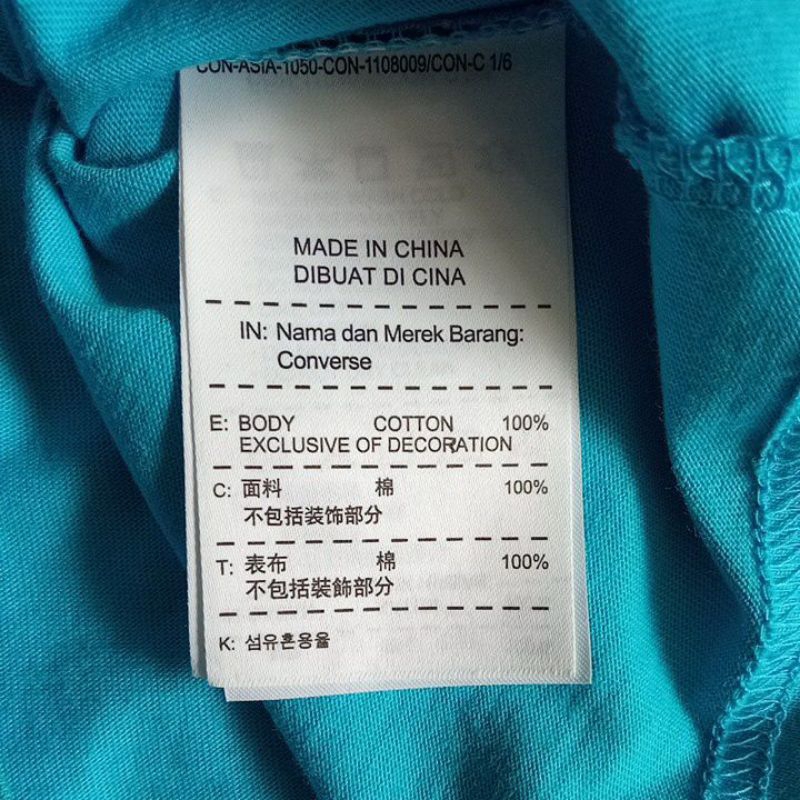 CON-ASIA-1050-CON-1108009/CON-C 1/6
MADE IN CHINA
DIBUAT DI CINA
IN: Nama dan Merek Barang:
Converse
E: BODY COTTON 100%
EXCLUSIVE OF DECORATION
C: 面料 棉 100%
不包括装饰部分
T: 表布 棉 100%
不包括裝飾部分
K: 섬유혼용율